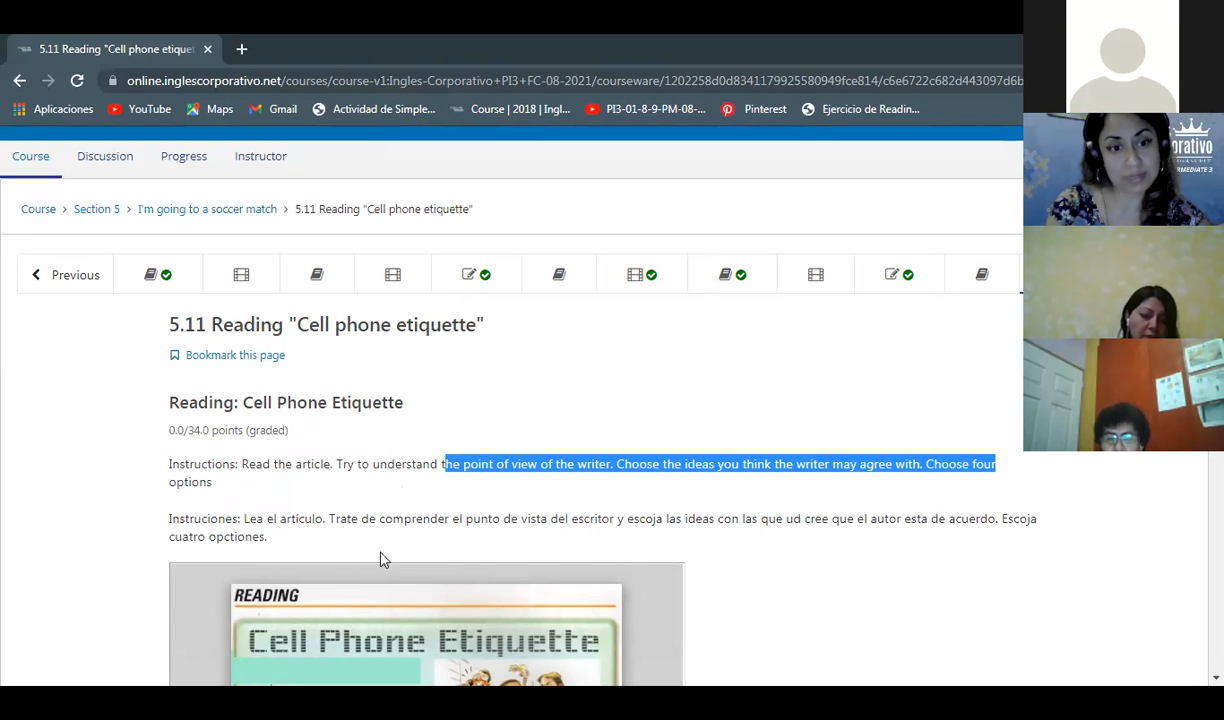 5.11 Reading "Cell phone etiquet
online.inglescorporativo.net/courses/course-v1:Ingles-Corporativo+PI3+FC-08-2021/courseware/1202258d0d8341179925580949fce814/c6e6722c682d443097d6b
Aplicaciones YouTube Maps Gmail Actividad de Simple... Course | 2018 | Ingl... PI3-01-8-9-PM-08-... Pinterest Ejercicio de Readin...
orativo
RMEDIATE 3
Course Discussion Progress Instructor
Course > Section 5 > I'm going to a soccer match > 5.11 Reading "Cell phone etiquette"
Previous
5.11 Reading "Cell phone etiquette"
Bookmark this page
Reading: Cell Phone Etiquette
0.0/34.0 points (graded)
Instructions: Read the article. Try to understand the point of view of the writer. Choose the ideas you think the writer may agree with. Choose four
options
Instruciones: Lea el artículo. Trate de comprender el punto de vista del escritor y escoja las ideas con las que ud cree que el autor esta de acuerdo. Escoja
cuatro opctiones.
READING
Cell Phone Etiquette